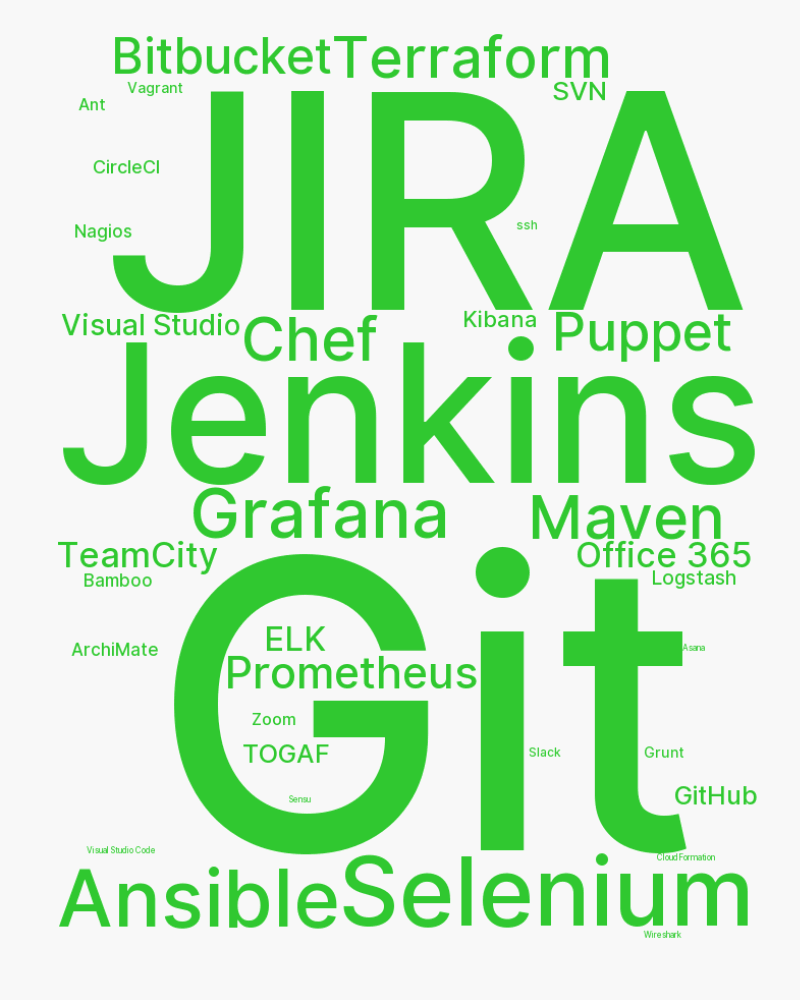 Bitbucket Terraform
Vagrant SVN
Ant
JIRA
CircleCI
ssh
Nagios
Visual Studio Chef Kibana Puppet
Jenkins
Grafana Maven
TeamCity Office 365
Bamboo Logstash
Git
ELK
ArchiMate Asana
Prometheus
Zoom
TOGAF Slack Grunt
Sensu GitHub
Visual Studio Code Cloud Formation
Ansible Selenium
Wireshark